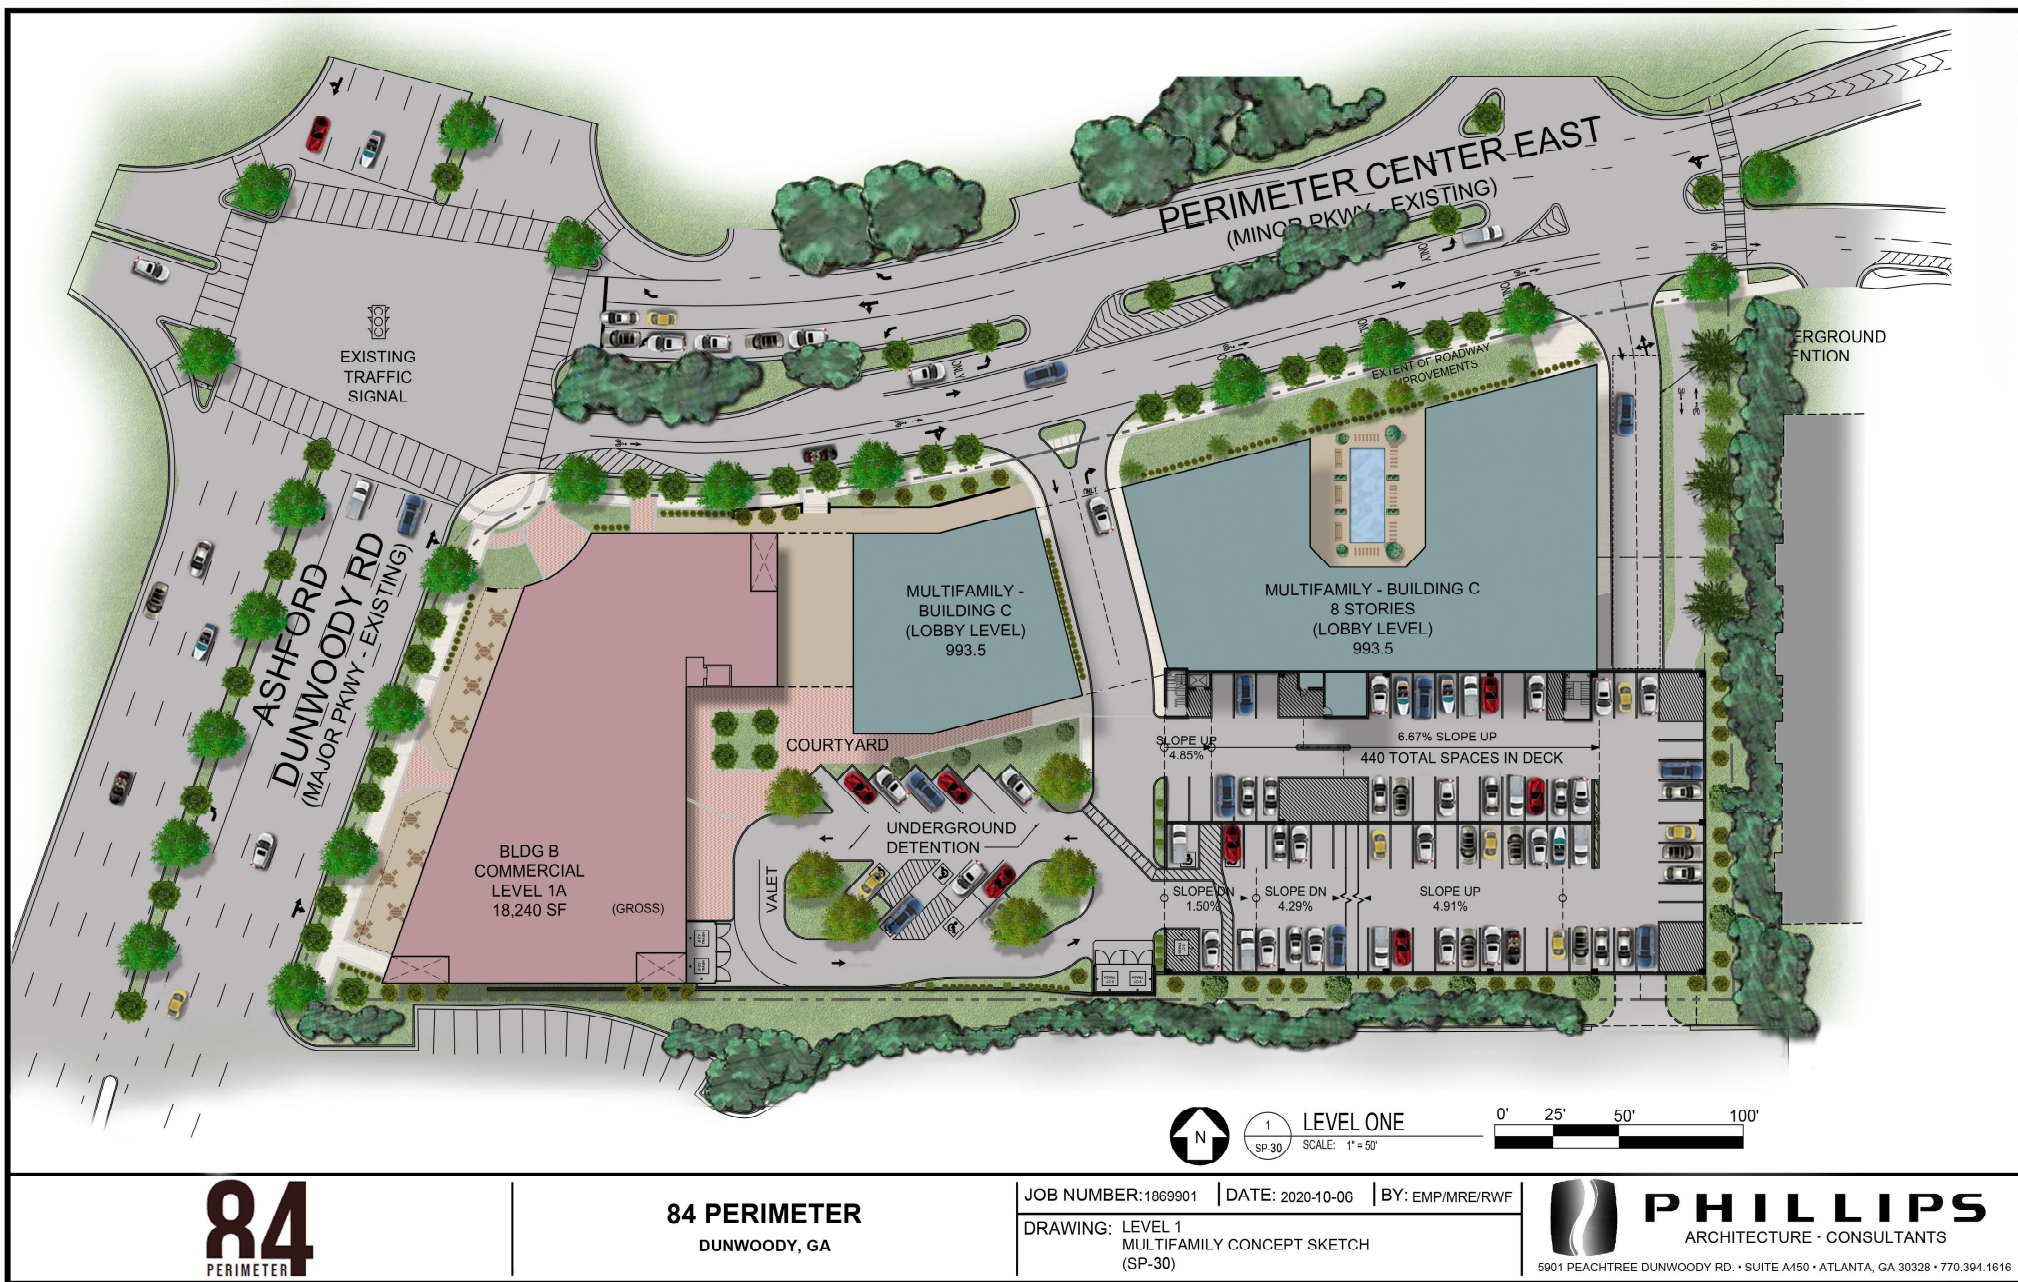 PERIMETER CENTER EAST
(MINOR PKWY - EXISTING)
ONLY
ONLY
ONLY
ONLY
ONLY
EXISTING
TRAFFIC
SIGNAL
EXTENT OF ROADWAY
IMPROVEMENTS
ERGROUND
ENTION
ASHFORD
DUNWOODY RD
(MAJOR PKWY - EXISTING)
MULTIFAMILY -
BUILDING C
(LOBBY LEVEL)
993.5
MULTIFAMILY - BUILDING C
8 STORIES
(LOBBY LEVEL)
993.5
COURTYARD
SLOPE UP
4.85%
6.67% SLOPE UP
440 TOTAL SPACES IN DECK
UNDERGROUND
DETENTION
VALET
BLDG B
COMMERCIAL
LEVEL 1A
18,240 SF
(GROSS)
SLOPE DN
1.50%
SLOPE DN
4.29%
SLOPE UP
4.91%
N
1
SP-30
LEVEL ONE
SCALE: 1" = 50'
0' 25' 50' 100'
84
PERIMETER
84 PERIMETER
DUNWOODY, GA
JOB NUMBER: 1869901 DATE: 2020-10-06 BY: EMP/MRE/RWF
DRAWING: LEVEL 1
MULTIFAMILY CONCEPT SKETCH
(SP-30)
PHILLIPS
ARCHITECTURE · CONSULTANTS
5901 PEACHTREE DUNWOODY RD. • SUITE A450 • ATLANTA, GA 30328 • 770.394.1616